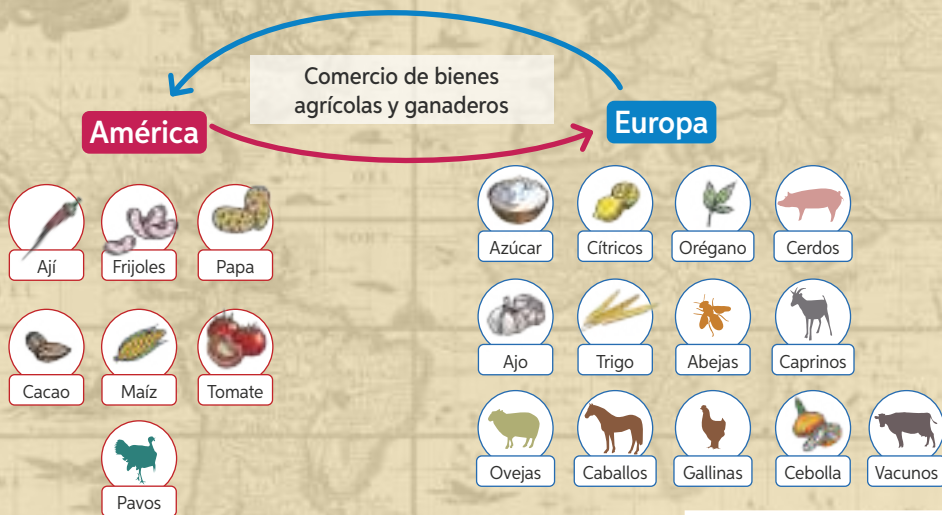 Comercio de bienes
agrícolas y ganaderos
América
Europa
Ají
Frijoles
Papa
Cacao
Maíz
Tomate
Pavos
Azúcar
Cítricos
Orégano
Cerdos
Ajo
Trigo
Abejas
Caprinos
Ovejas
Caballos
Gallinas
Cebolla
Vacunos